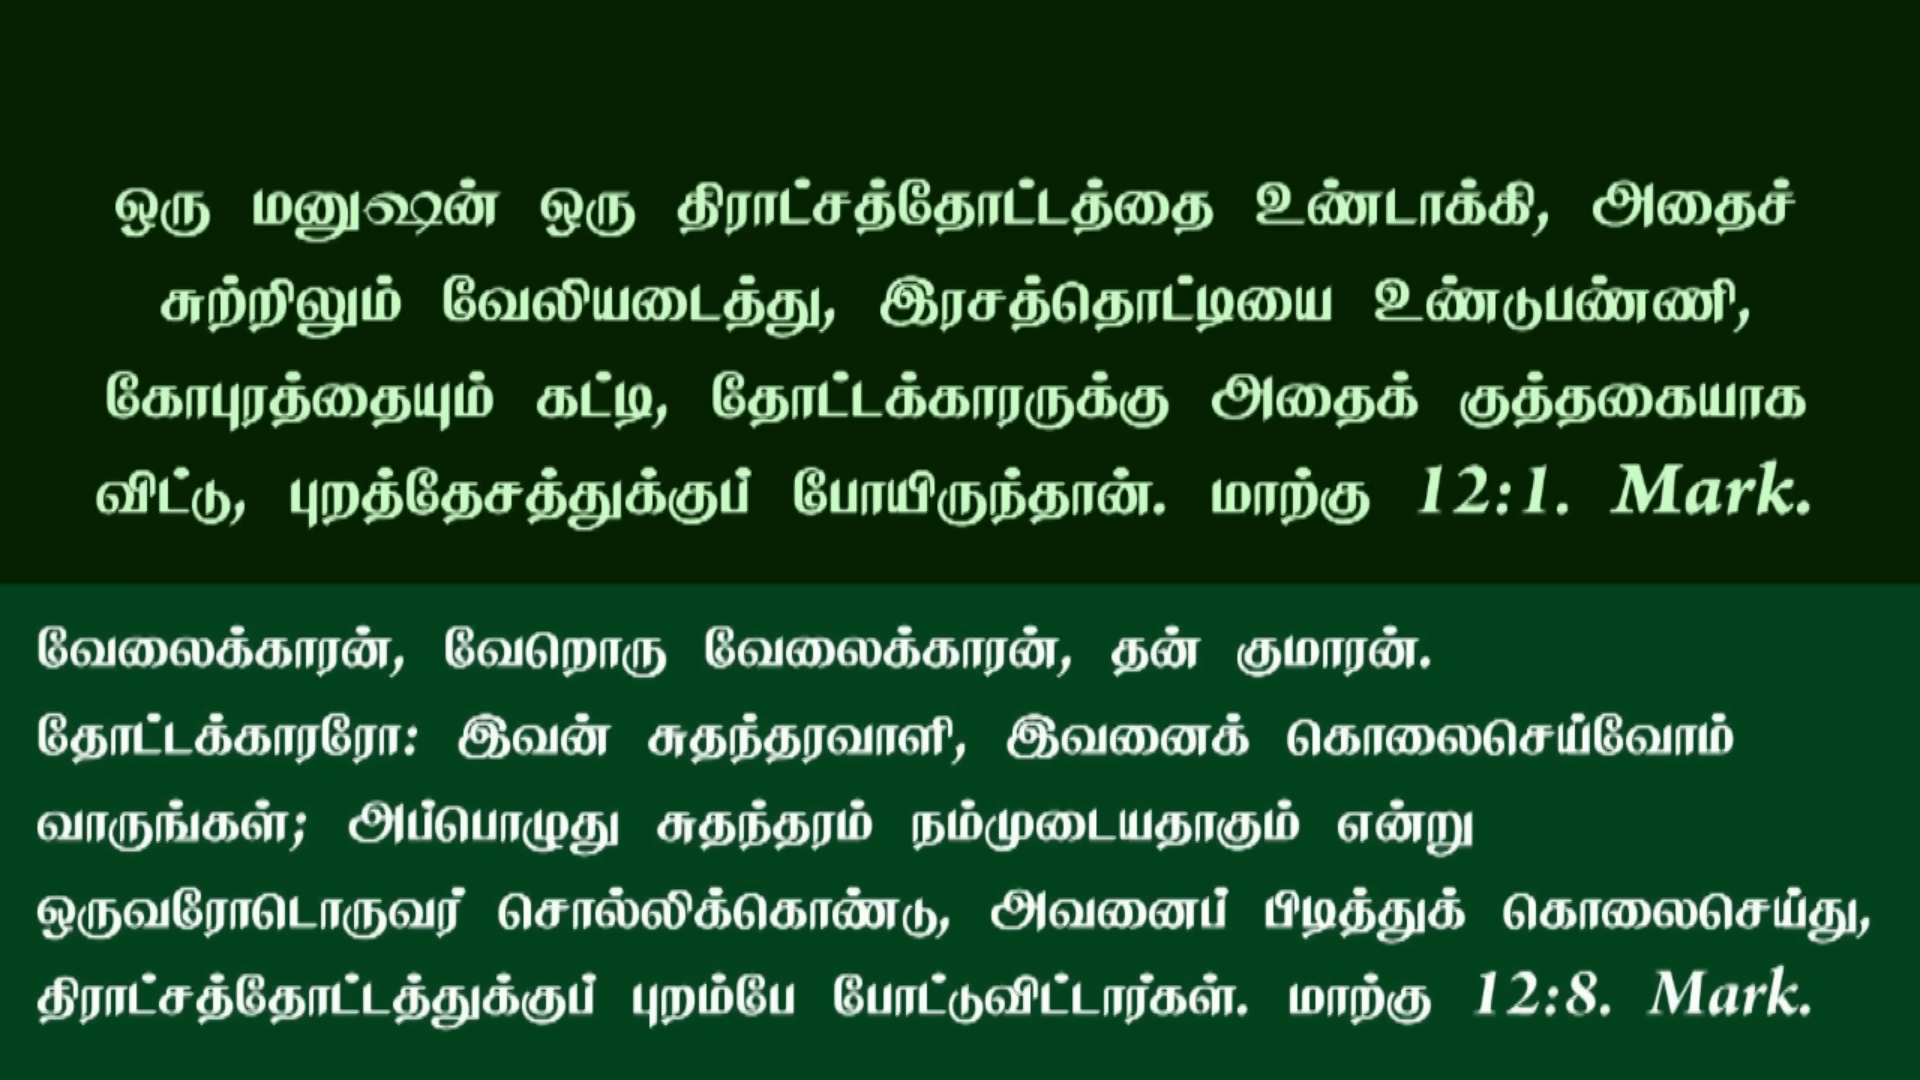 ஒரு மனுஷன் ஒரு திராட்சத்தோட்டத்தை உண்டாக்கி, அதைச்
சுற்றிலும் வேலியடைத்து, இரசத்தொட்டியை உண்டுபண்ணி,
கோபுரத்தையும் கட்டி, தோட்டக்காரருக்கு அதைக் குத்தகையாக
விட்டு, புறத்தேசத்துக்குப் போயிருந்தான். மாற்கு 12:1. Mark.
வேலைக்காரன், வேறொரு வேலைக்காரன், தன் குமாரன்.
தோட்டக்காரரோ: இவன் சுதந்தரவாளி, இவனைக் கொலைசெய்வோம்
வாருங்கள்; அப்பொழுது சுதந்தரம் நம்முடையதாகும் என்று
ஒருவரோடொருவர் சொல்லிக்கொண்டு, அவனைப் பிடித்துக் கொலைசெய்து,
திராட்சத்தோட்டத்துக்குப் புறம்பே போட்டுவிட்டார்கள். மாற்கு 12:8. Mark.